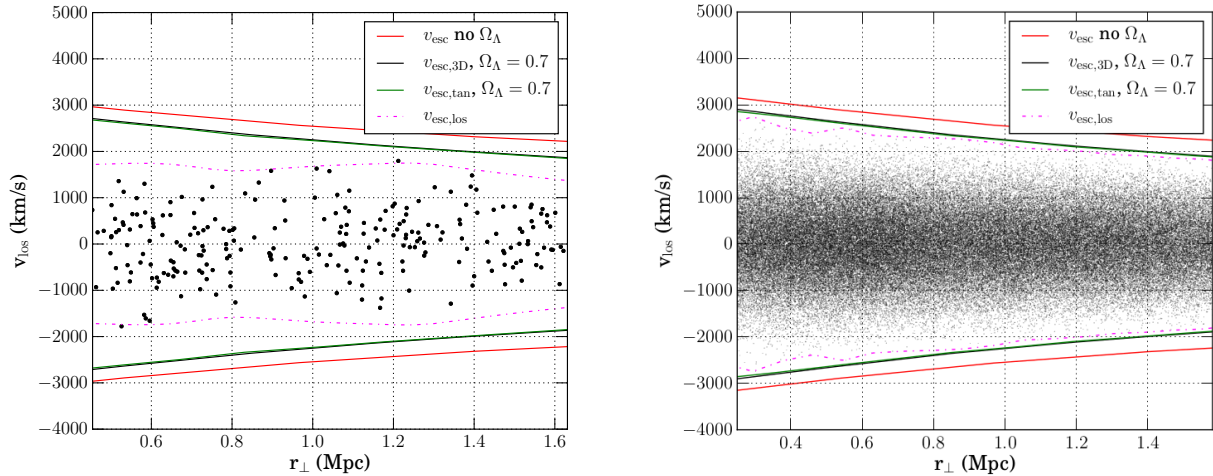 5000
4000
3000
2000
1000
0
−1000
−2000
−3000
−4000
v_los (km/s)
v_esc no Ω_Λ
v_esc,3D, Ω_Λ = 0.7
v_esc,tan, Ω_Λ = 0.7
v_esc,los
0.6
0.8
1.0
1.2
1.4
1.6
r_⊥ (Mpc)
5000
4000
3000
2000
1000
0
−1000
−2000
−3000
−4000
v_los (km/s)
v_esc no Ω_Λ
v_esc,3D, Ω_Λ = 0.7
v_esc,tan, Ω_Λ = 0.7
v_esc,los
0.4
0.6
0.8
1.0
1.2
1.4
r_⊥ (Mpc)